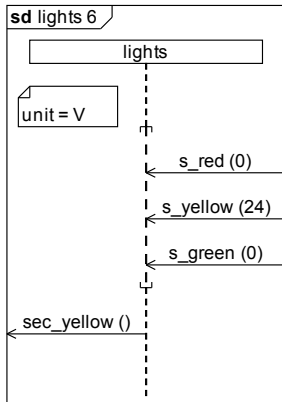 sd lights 6
lights
unit = V
s_red (0)
s_yellow (24)
s_green (0)
sec_yellow ()